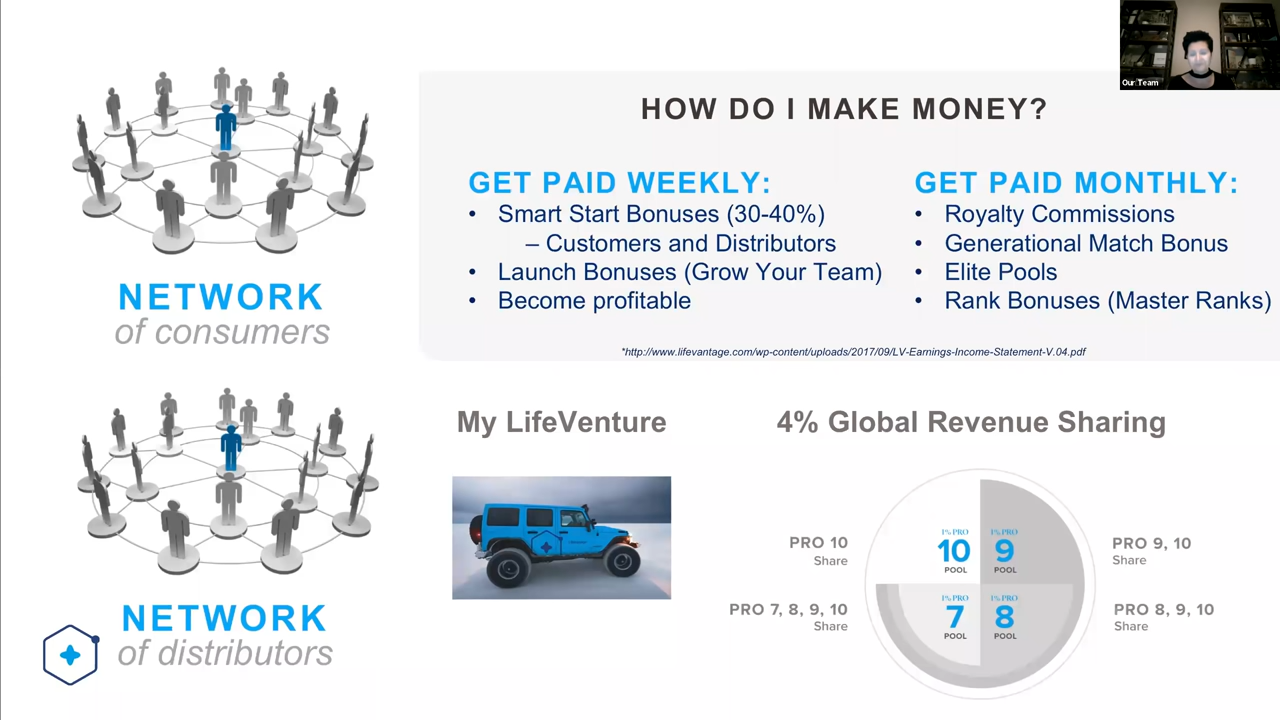 Our Team
HOW DO I MAKE MONEY?
GET PAID WEEKLY:
• Smart Start Bonuses (30-40%)
– Customers and Distributors
• Launch Bonuses (Grow Your Team)
• Become profitable
GET PAID MONTHLY:
• Royalty Commissions
• Generational Match Bonus
• Elite Pools
• Rank Bonuses (Master Ranks)
*http://www.lifevantage.com/wp-content/uploads/2017/09/LV-Earnings-Income-Statement-V.04.pdf
NETWORK
of consumers
NETWORK
of distributors
My LifeVenture
4% Global Revenue Sharing
PRO 10
Share
1% PRO
10
POOL
1% PRO
9
POOL
PRO 9, 10
Share
PRO 7, 8, 9, 10
Share
1% PRO
7
POOL
1% PRO
8
POOL
PRO 8, 9, 10
Share